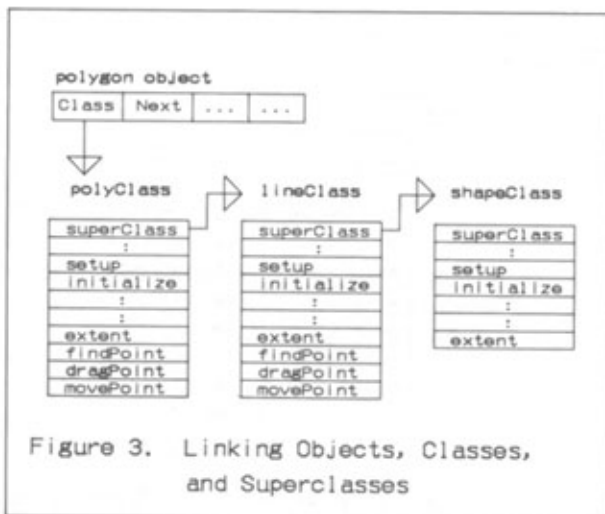 polygon object
Class Next ... ...
polyClass lineClass shapeClass
superClass superClass superClass
: : :
setup setup setup
initialize initialize initialize
: : :
: : :
extent extent extent
findPoint findPoint
dragPoint dragPoint
movePoint movePoint
Figure 3. Linking Objects, Classes,
and Superclasses